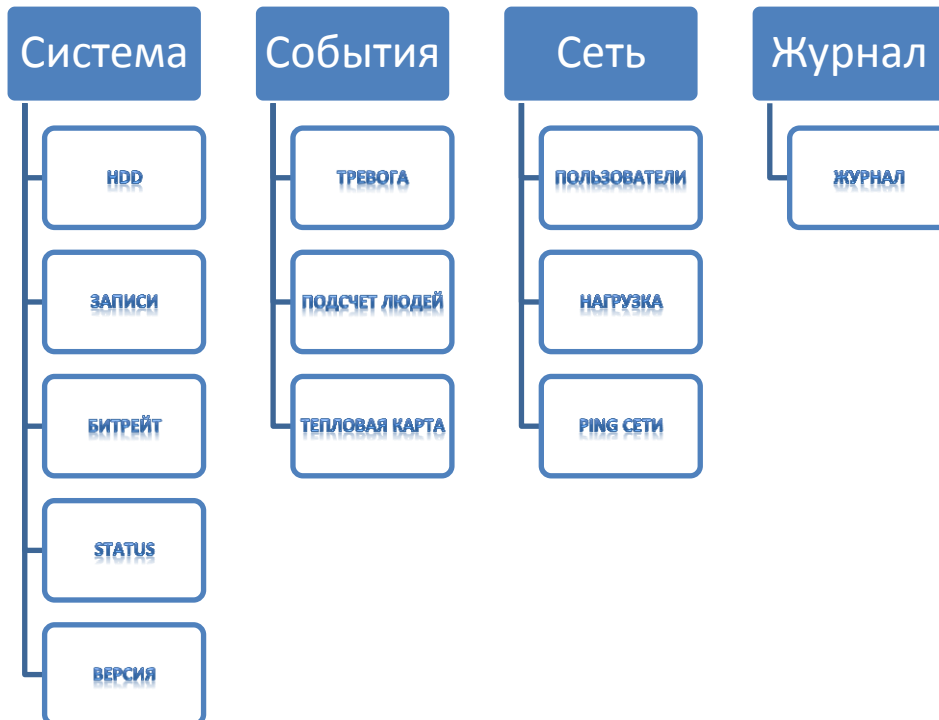 Система
HDD
ЗАПИСИ
БИТРЕЙТ
STATUS
ВЕРСИЯ
События
ТРЕВОГА
ПОДСЧЕТ ЛЮДЕЙ
ТЕПЛОВАЯ КАРТА
Сеть
ПОЛЬЗОВАТЕЛИ
НАГРУЗКА
PING СЕТИ
Журнал
ЖУРНАЛ